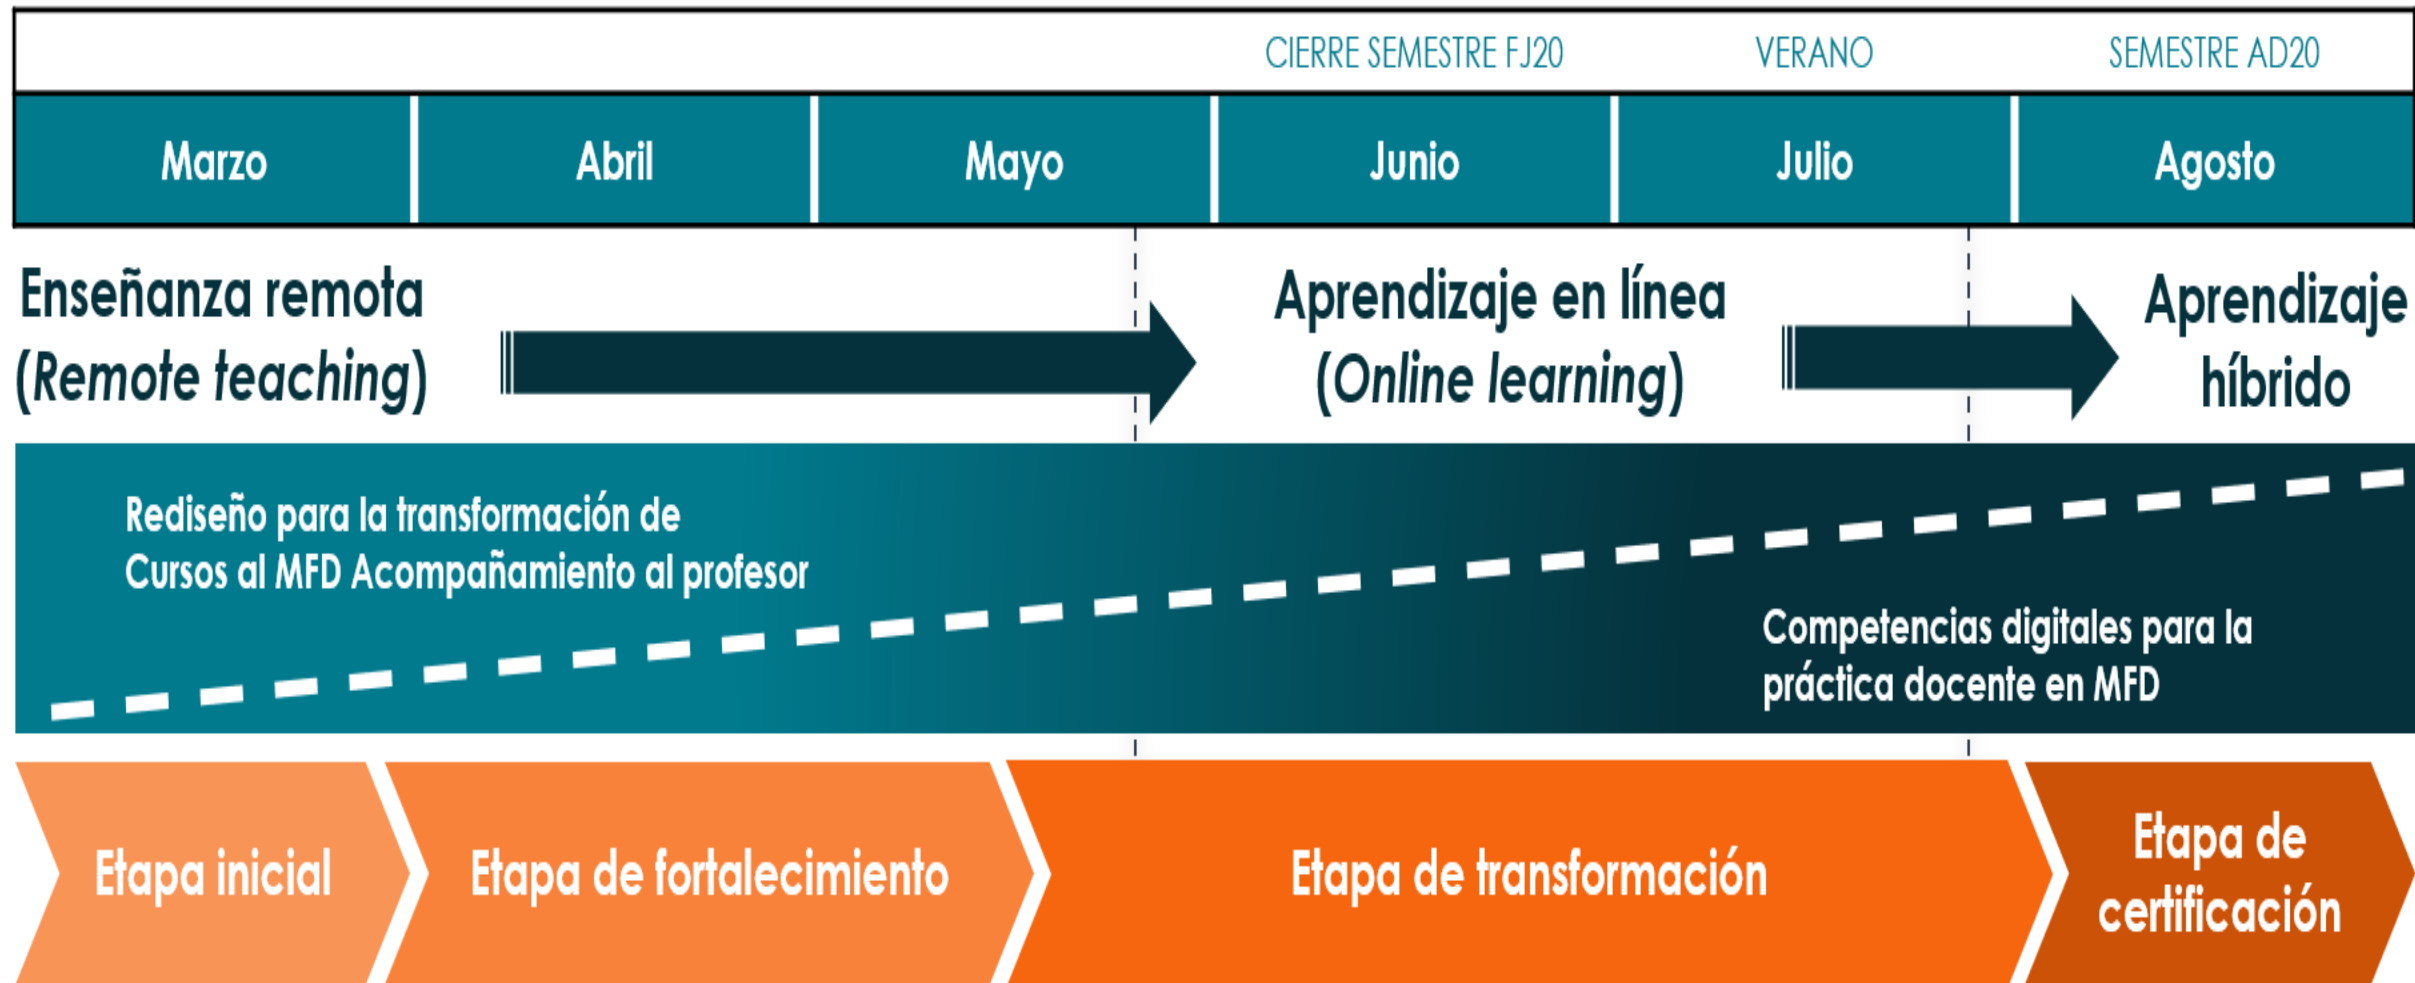 CIERRE SEMESTRE FJ20
VERANO
SEMESTRE AD20
Marzo
Abril
Mayo
Junio
Julio
Agosto
Enseñanza remota
(Remote teaching)
Aprendizaje en línea
(Online learning)
Aprendizaje
híbrido
Rediseño para la transformación de
Cursos al MFD Acompañamiento al profesor
Competencias digitales para la
práctica docente en MFD
Etapa inicial
Etapa de fortalecimiento
Etapa de transformación
Etapa de
certificación